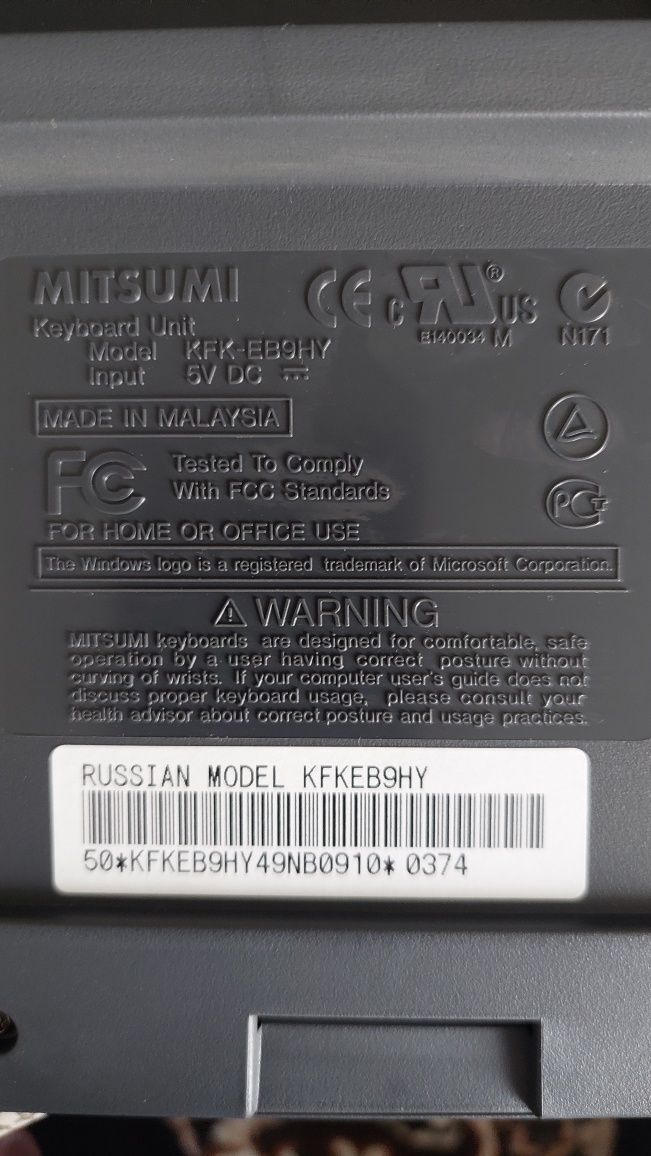 MITSUMI
CE
c RU ® US
E140034 M
N171
Keyboard Unit
Model KFK-EB9HY
Input 5V DC
MADE IN MALAYSIA
FC
Tested To Comply
With FCC Standards
РСТ
FOR HOME OR OFFICE USE
The Windows logo is a registered trademark of Microsoft Corporation.
WARNING
MITSUMI keyboards are designed for comfortable, safe
operation by a user having correct posture without
curving of wrists. If your computer user's guide does not
discuss proper keyboard usage, please consult your
health advisor about correct posture and usage practices.
RUSSIAN MODEL KFKEB9HY
50*KFKEB9HY49NB0910* 0374